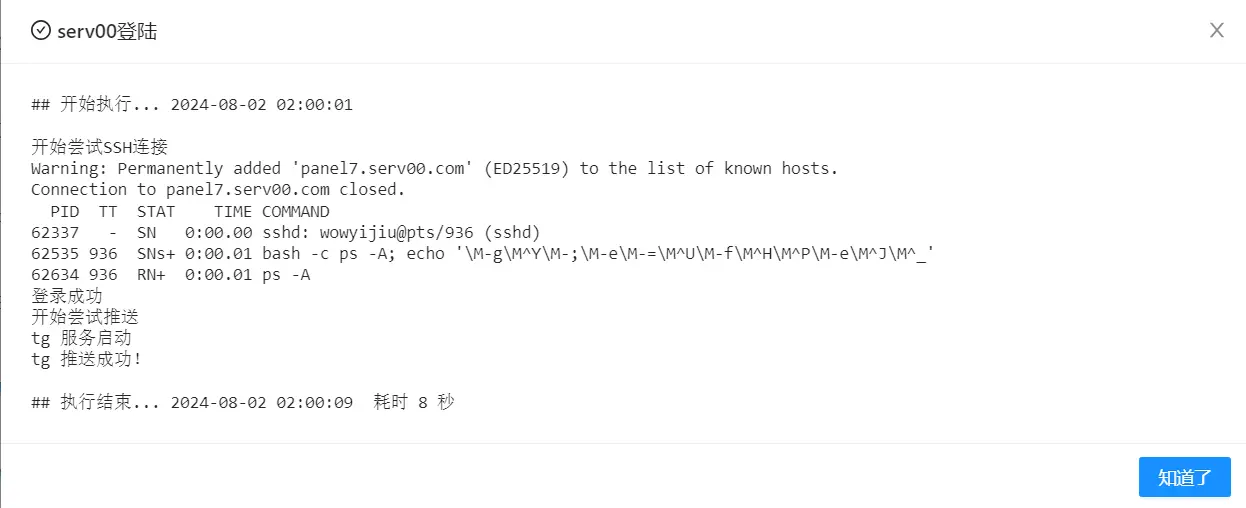 serv00登陆
## 开始执行... 2024-08-02 02:00:01
开始尝试SSH连接
Warning: Permanently added 'panel7.serv00.com' (ED25519) to the list of known hosts.
Connection to panel7.serv00.com closed.
  PID  TT  STAT    TIME COMMAND
62337   -  SN   0:00.00 sshd: wowyijiu@pts/936 (sshd)
62535 936  SNs+ 0:00.01 bash -c ps -A; echo '\M-g\M^Y\M-;\M-e\M-=\M^U\M-f\M^H\M^P\M-e\M^J\M^_'
62634 936  RN+  0:00.01 ps -A
登录成功
开始尝试推送
tg 服务启动
tg 推送成功!
## 执行结束... 2024-08-02 02:00:09  耗时 8 秒
知道了